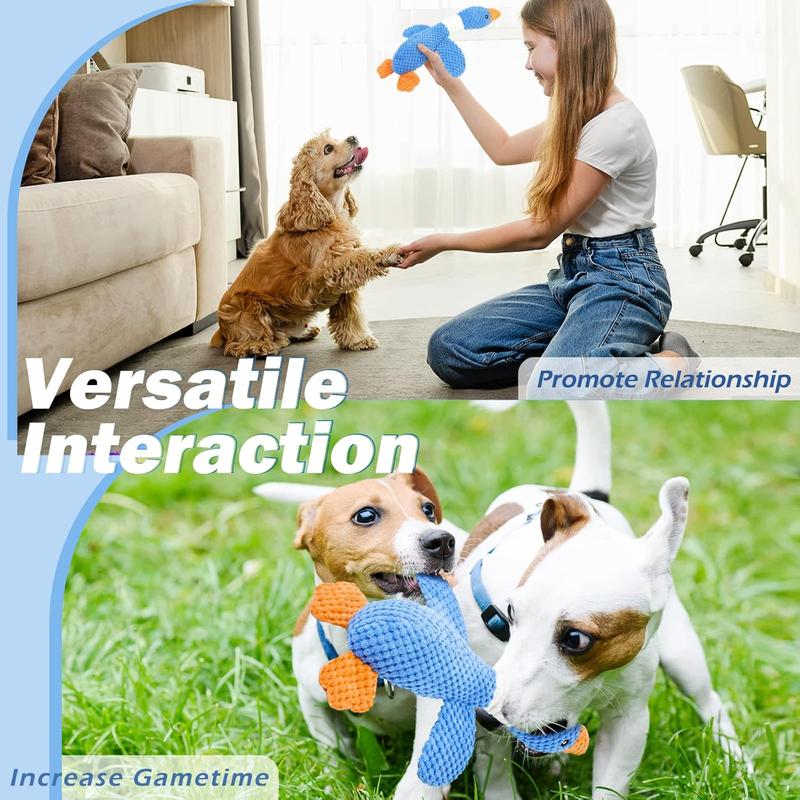 Versatile
Interaction
Promote Relationship
Increase Gametime